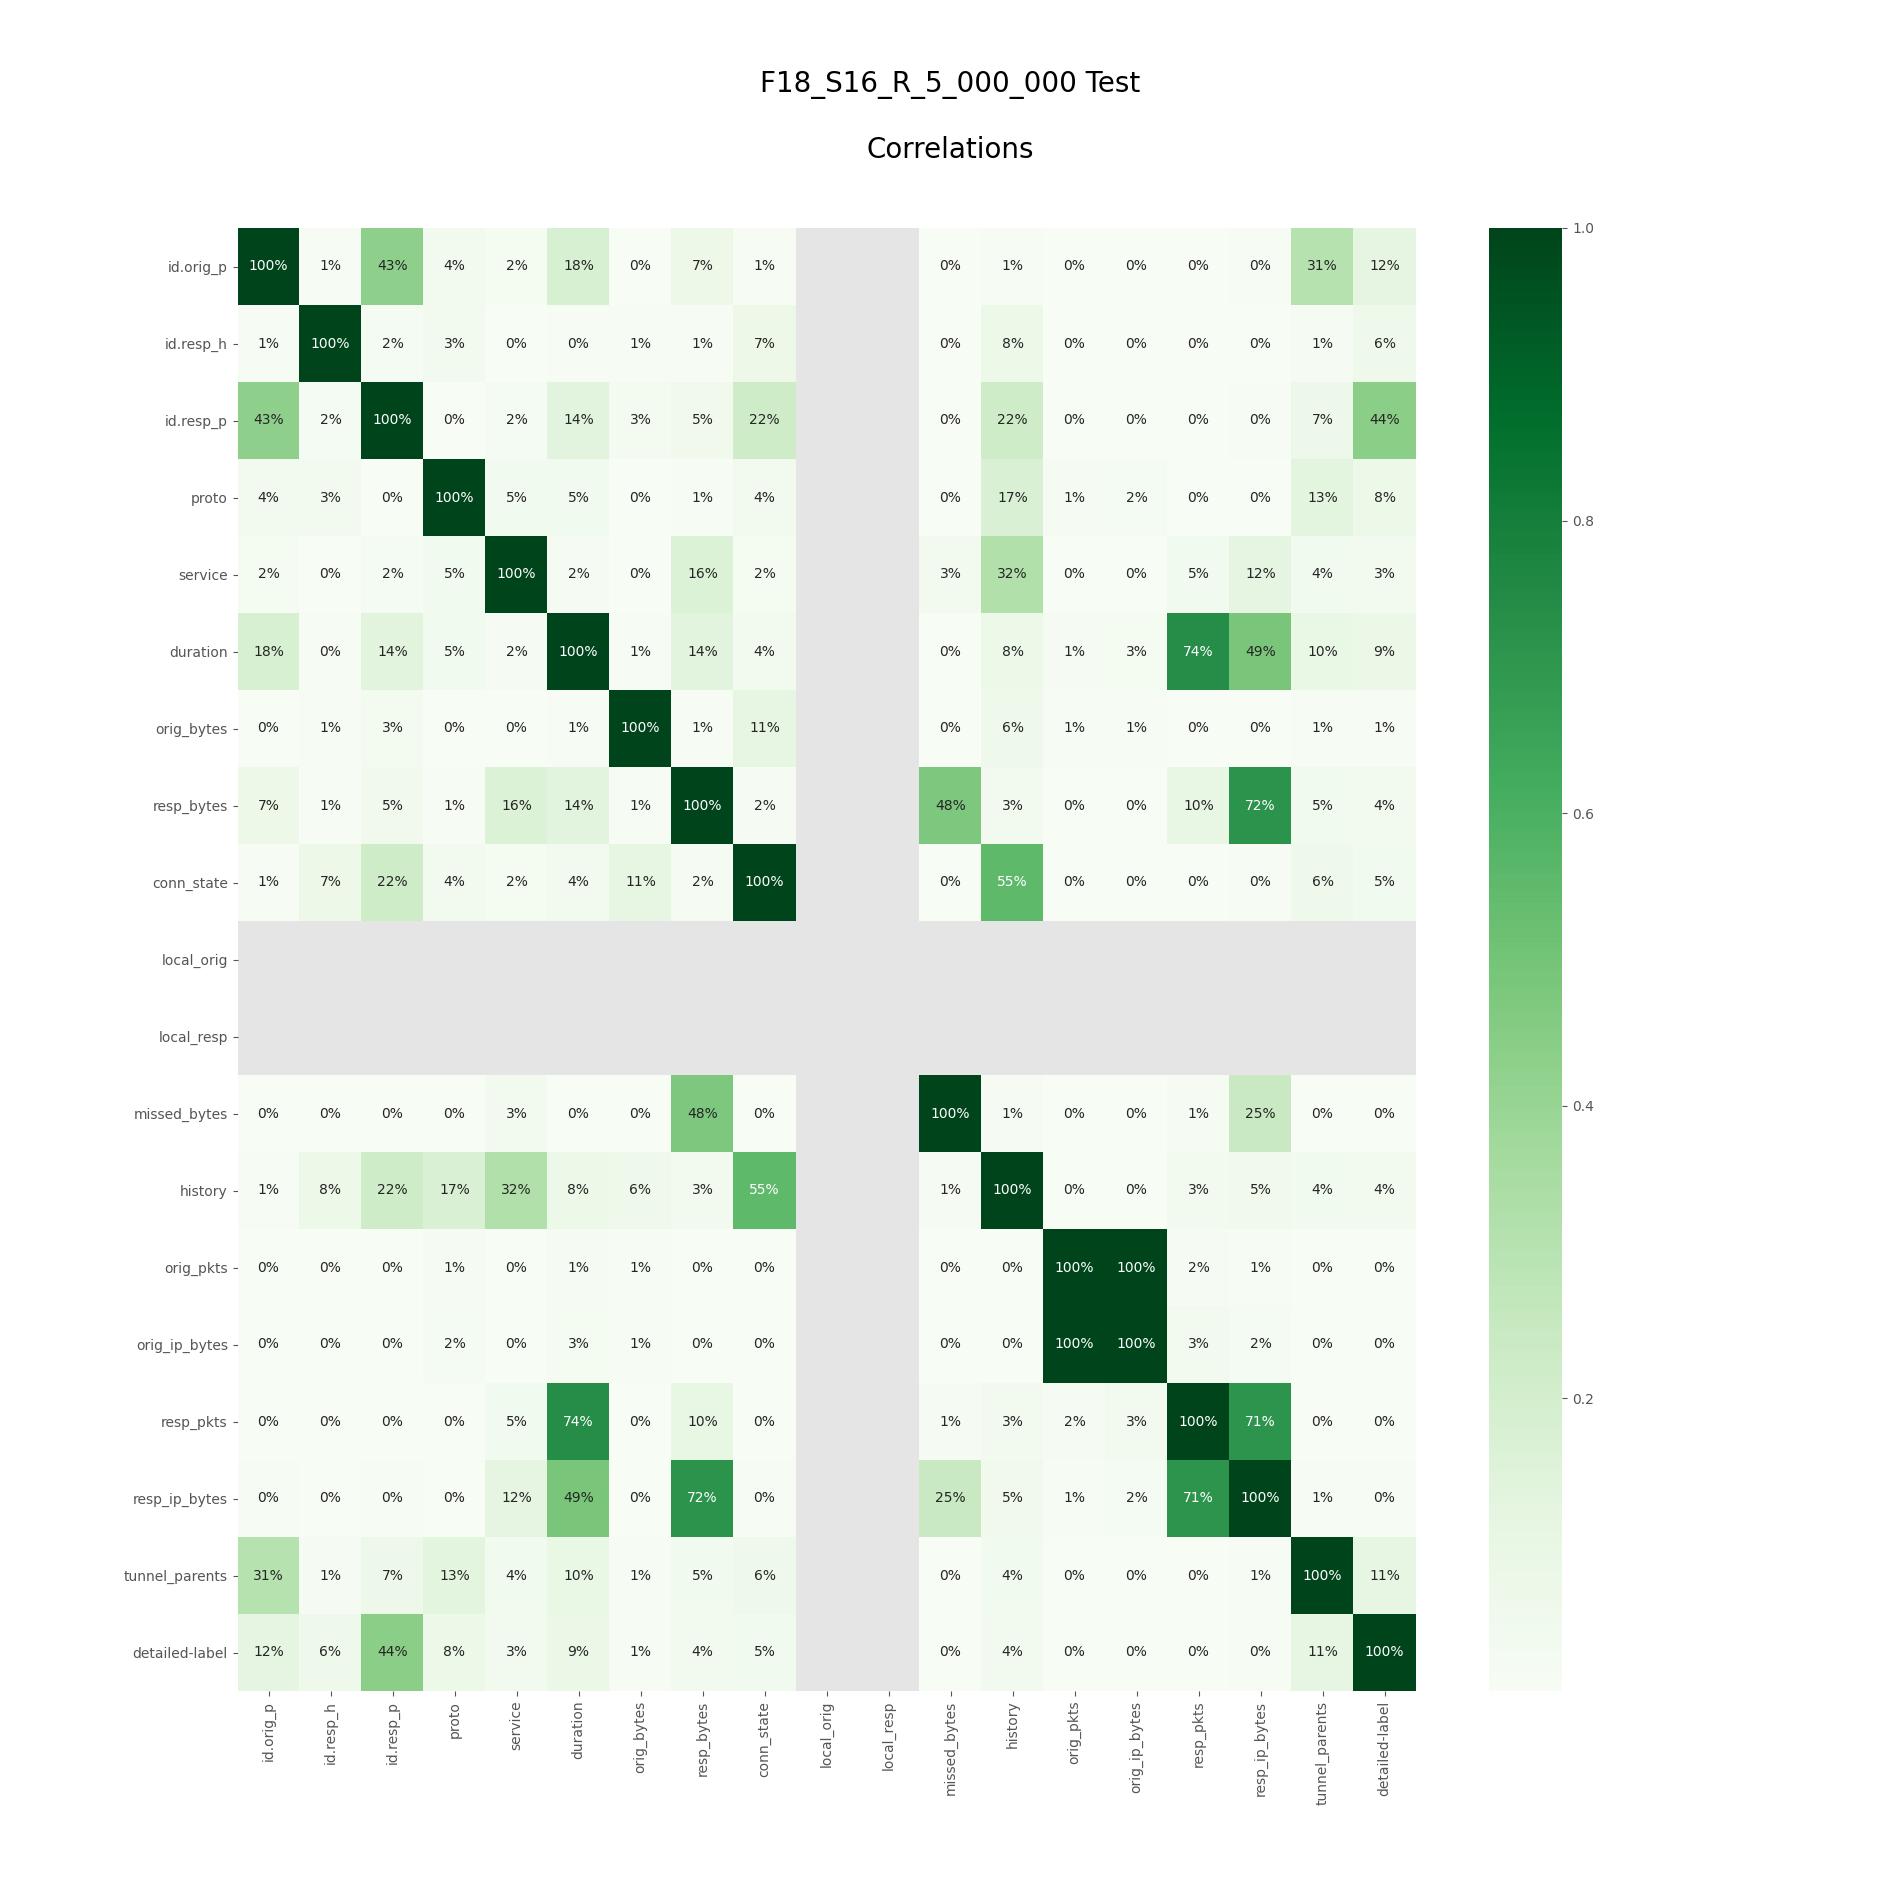 F18_S16_R_5_000_000 Test
Correlations
id.orig_p 100% 1% 43% 4% 2% 18% 0% 7% 1% 0% 1% 0% 0% 0% 0% 31% 12%
id.resp_h 1% 100% 2% 3% 0% 0% 1% 1% 7% 0% 8% 0% 0% 0% 0% 1% 6%
id.resp_p 43% 2% 100% 0% 2% 14% 3% 5% 22% 0% 22% 0% 0% 0% 0% 7% 44%
proto 4% 3% 0% 100% 5% 5% 0% 1% 4% 0% 17% 1% 2% 0% 0% 13% 8%
service 2% 0% 2% 5% 100% 2% 0% 16% 2% 3% 32% 0% 0% 5% 12% 4% 3%
duration 18% 0% 14% 5% 2% 100% 1% 14% 4% 0% 8% 1% 3% 74% 49% 10% 9%
orig_bytes 0% 1% 3% 0% 0% 1% 100% 1% 11% 0% 6% 1% 1% 0% 0% 1% 1%
resp_bytes 7% 1% 5% 1% 16% 14% 1% 100% 2% 48% 3% 0% 0% 10% 72% 5% 4%
conn_state 1% 7% 22% 4% 2% 4% 11% 2% 100% 0% 55% 0% 0% 0% 0% 6% 5%
local_orig
local_resp
missed_bytes 0% 0% 0% 0% 3% 0% 0% 48% 0% 100% 1% 0% 0% 1% 25% 0% 0%
history 1% 8% 22% 17% 32% 8% 6% 3% 55% 1% 100% 0% 0% 3% 5% 4% 4%
orig_pkts 0% 0% 0% 1% 0% 1% 1% 0% 0% 0% 0% 100% 100% 2% 1% 0% 0%
orig_ip_bytes 0% 0% 0% 2% 0% 3% 1% 0% 0% 0% 0% 100% 100% 3% 2% 0% 0%
resp_pkts 0% 0% 0% 0% 5% 74% 0% 10% 0% 1% 3% 2% 3% 100% 71% 0% 0%
resp_ip_bytes 0% 0% 0% 0% 12% 49% 0% 72% 0% 25% 5% 1% 2% 71% 100% 1% 0%
tunnel_parents 31% 1% 7% 13% 4% 10% 1% 5% 6% 0% 4% 0% 0% 0% 1% 100% 11%
detailed-label 12% 6% 44% 8% 3% 9% 1% 4% 5% 0% 4% 0% 0% 0% 0% 11% 100%
id.orig_p
id.resp_h
id.resp_p
proto
service
duration
orig_bytes
resp_bytes
conn_state
local_orig
local_resp
missed_bytes
history
orig_pkts
orig_ip_bytes
resp_pkts
resp_ip_bytes
tunnel_parents
detailed-label
1.0
0.8
0.6
0.4
0.2